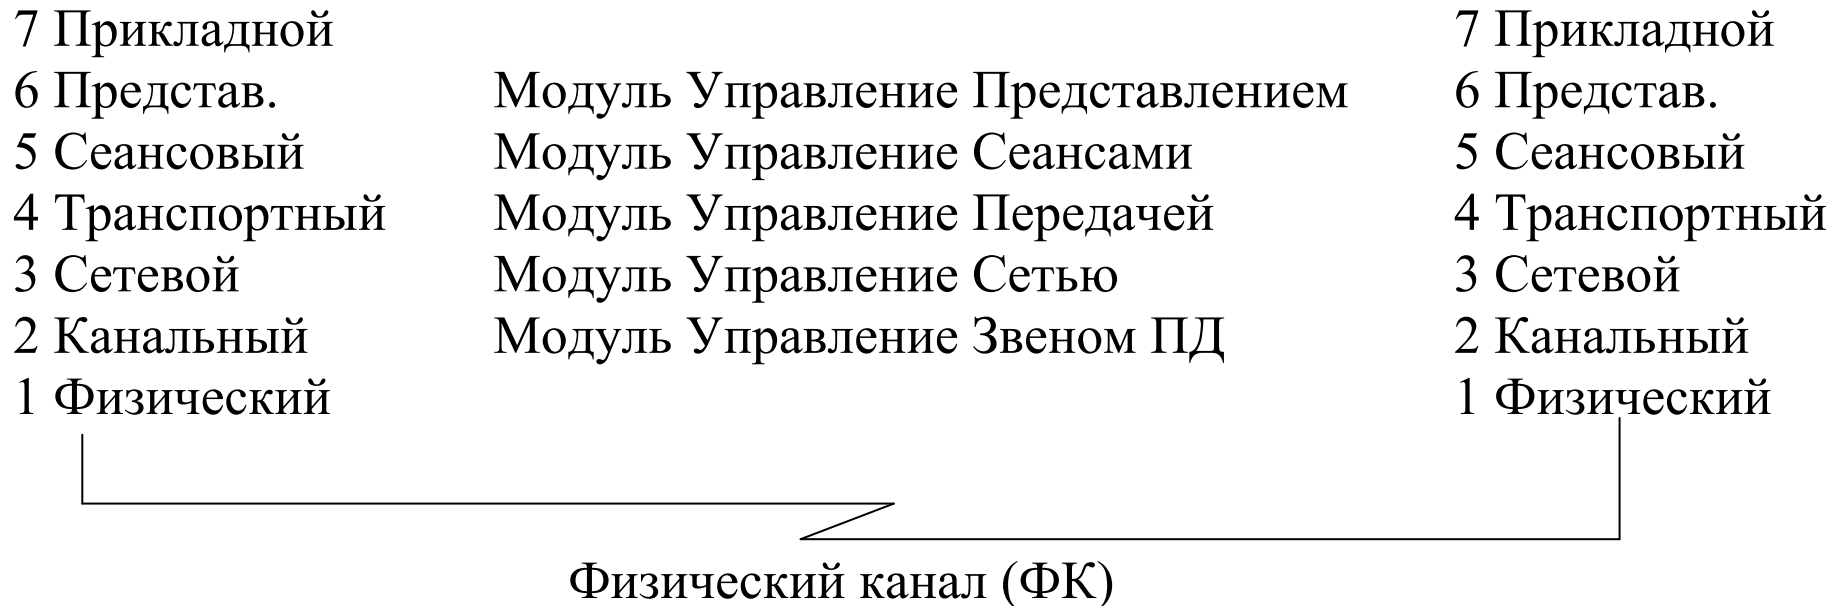 7 Прикладной 7 Прикладной
6 Представ. Модуль Управление Представлением 6 Представ.
5 Сеансовый Модуль Управление Сеансами 5 Сеансовый
4 Транспортный Модуль Управление Передачей 4 Транспортный
3 Сетевой Модуль Управление Сетью 3 Сетевой
2 Канальный Модуль Управление Звеном ПД 2 Канальный
1 Физический 1 Физический
Физический канал (ФК)